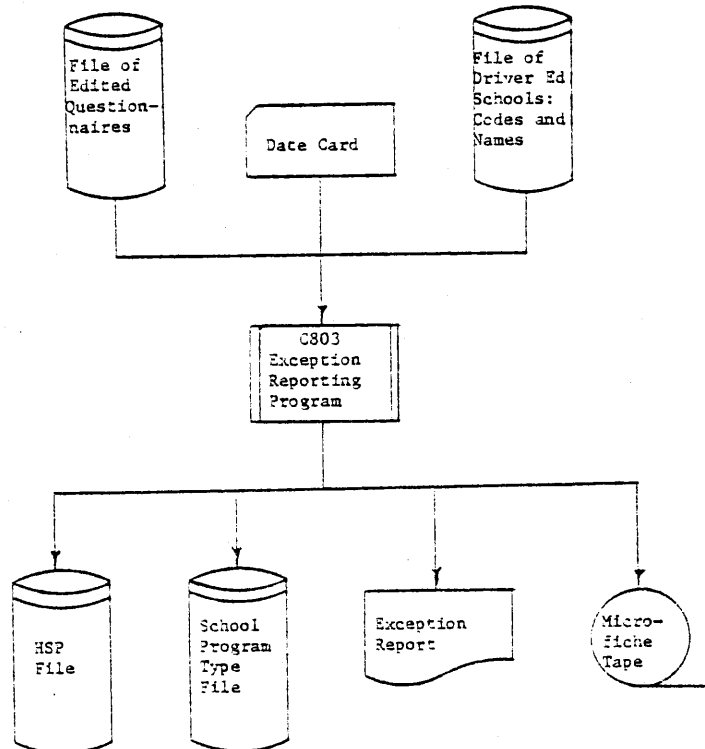 File of
Edited
Question-
naires
Date Card
File of
Driver Ed
Schools:
Codes and
Names
C803
Exception
Reporting
Program
HSP
File
School
Program
Type
File
Exception
Report
Micro-
fiche
Tape